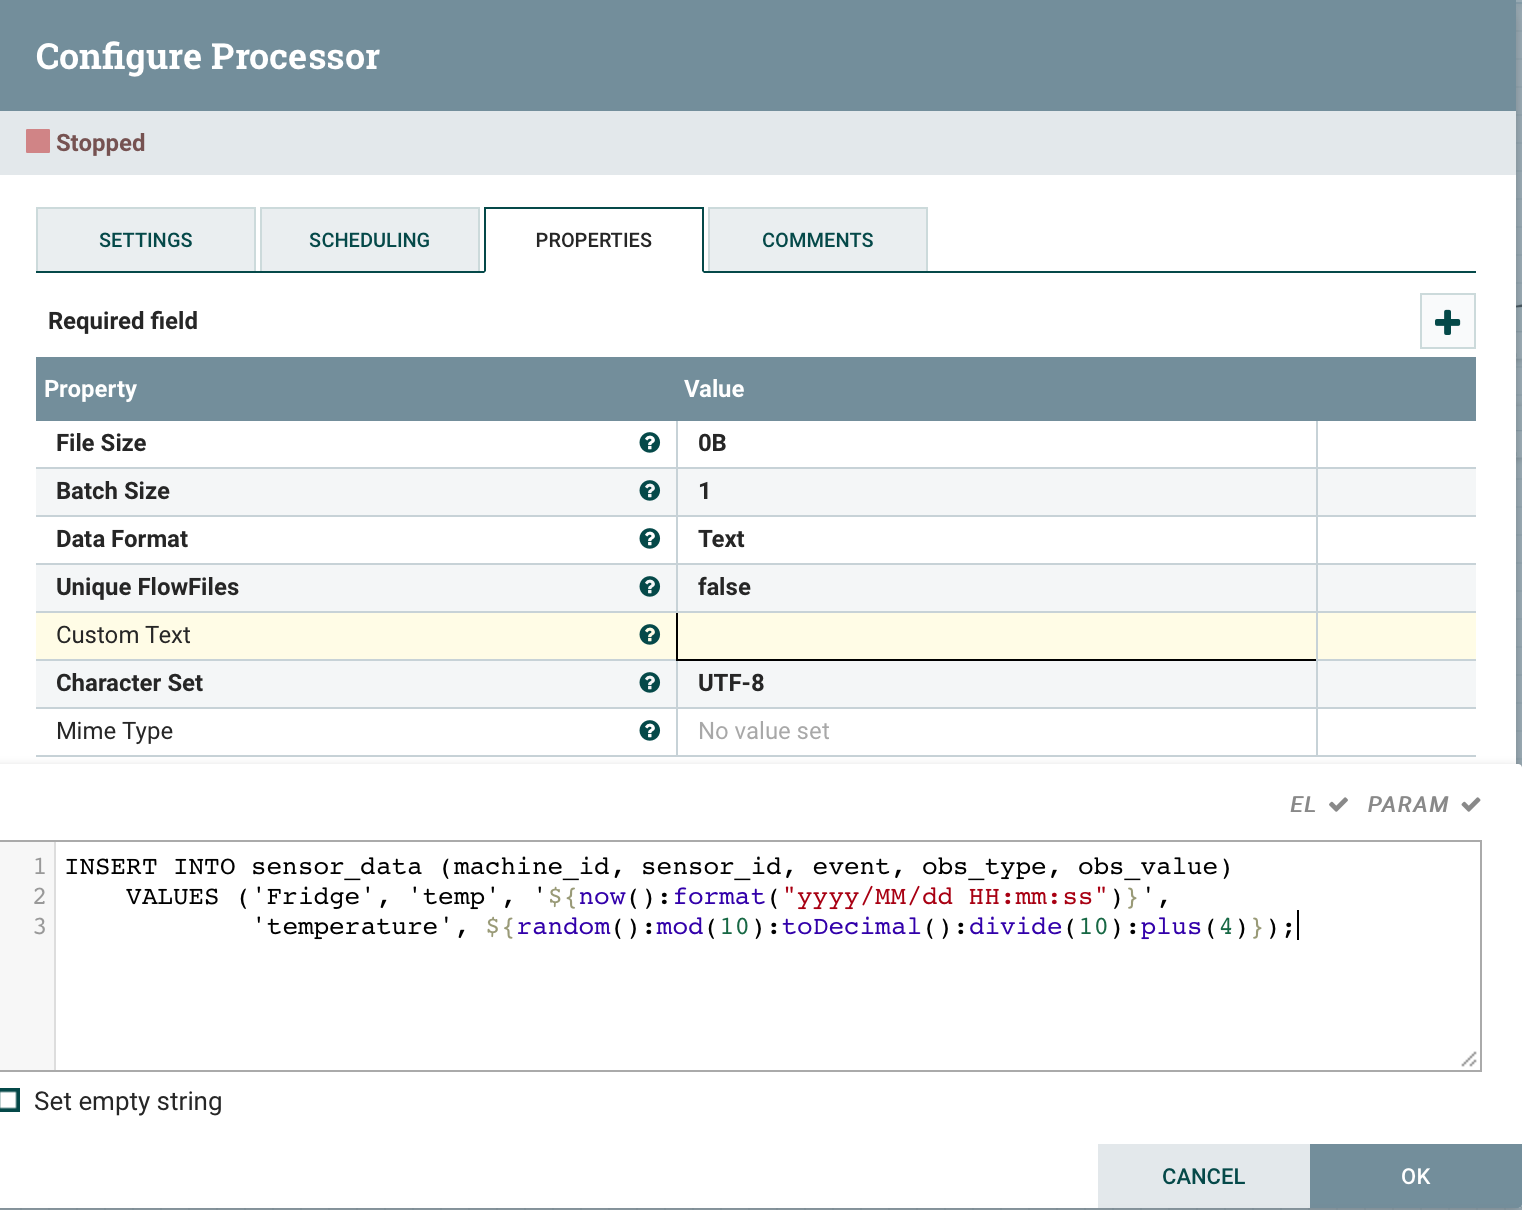 Configure Processor
Stopped
SETTINGS SCHEDULING PROPERTIES COMMENTS
Required field
Property Value
File Size 0B
Batch Size 1
Data Format Text
Unique FlowFiles false
Custom Text
Character Set UTF-8
Mime Type No value set
EL PARAM
1 INSERT INTO sensor_data (machine_id, sensor_id, event, obs_type, obs_value)
2 VALUES ('Fridge', 'temp', '${now():format("yyyy/MM/dd HH:mm:ss")}',
3 'temperature', ${random():mod(10):toDecimal():divide(10):plus(4)});
Set empty string
CANCEL OK